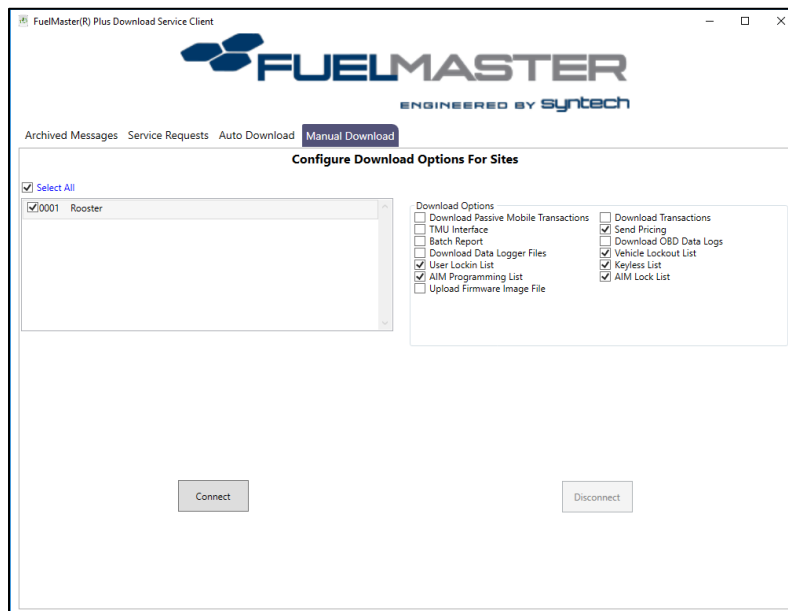 FuelMaster(R) Plus Download Service Client
FUELMASTER
ENGINEERED BY syntech
Archived Messages Service Requests Auto Download Manual Download
Configure Download Options For Sites
Select All
0001 Rooster
Download Options
Download Passive Mobile Transactions Download Transactions
TMU Interface Send Pricing
Batch Report Download OBD Data Logs
Download Data Logger Files Vehicle Lockout List
User Lockin List Keyless List
AIM Programming List AIM Lock List
Upload Firmware Image File
Connect Disconnect